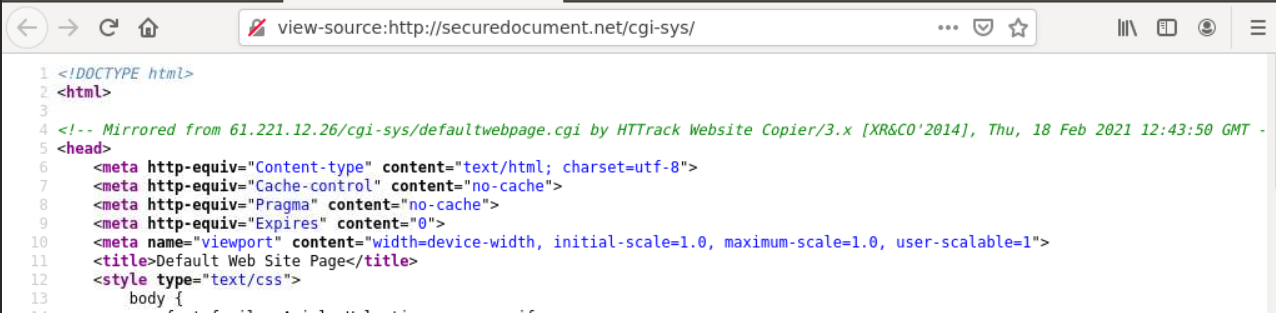 view-source:http://securedocument.net/cgi-sys/
1 <!DOCTYPE html>
2 <html>
3
4 <!-- Mirrored from 61.221.12.26/cgi-sys/defaultwebpage.cgi by HTTrack Website Copier/3.x [XR&CO'2014], Thu, 18 Feb 2021 12:43:50 GMT -
5 <head>
6 <meta http-equiv="Content-type" content="text/html; charset=utf-8">
7 <meta http-equiv="Cache-control" content="no-cache">
8 <meta http-equiv="Pragma" content="no-cache">
9 <meta http-equiv="Expires" content="0">
10 <meta name="viewport" content="width=device-width, initial-scale=1.0, maximum-scale=1.0, user-scalable=1">
11 <title>Default Web Site Page</title>
12 <style type="text/css">
13 body {